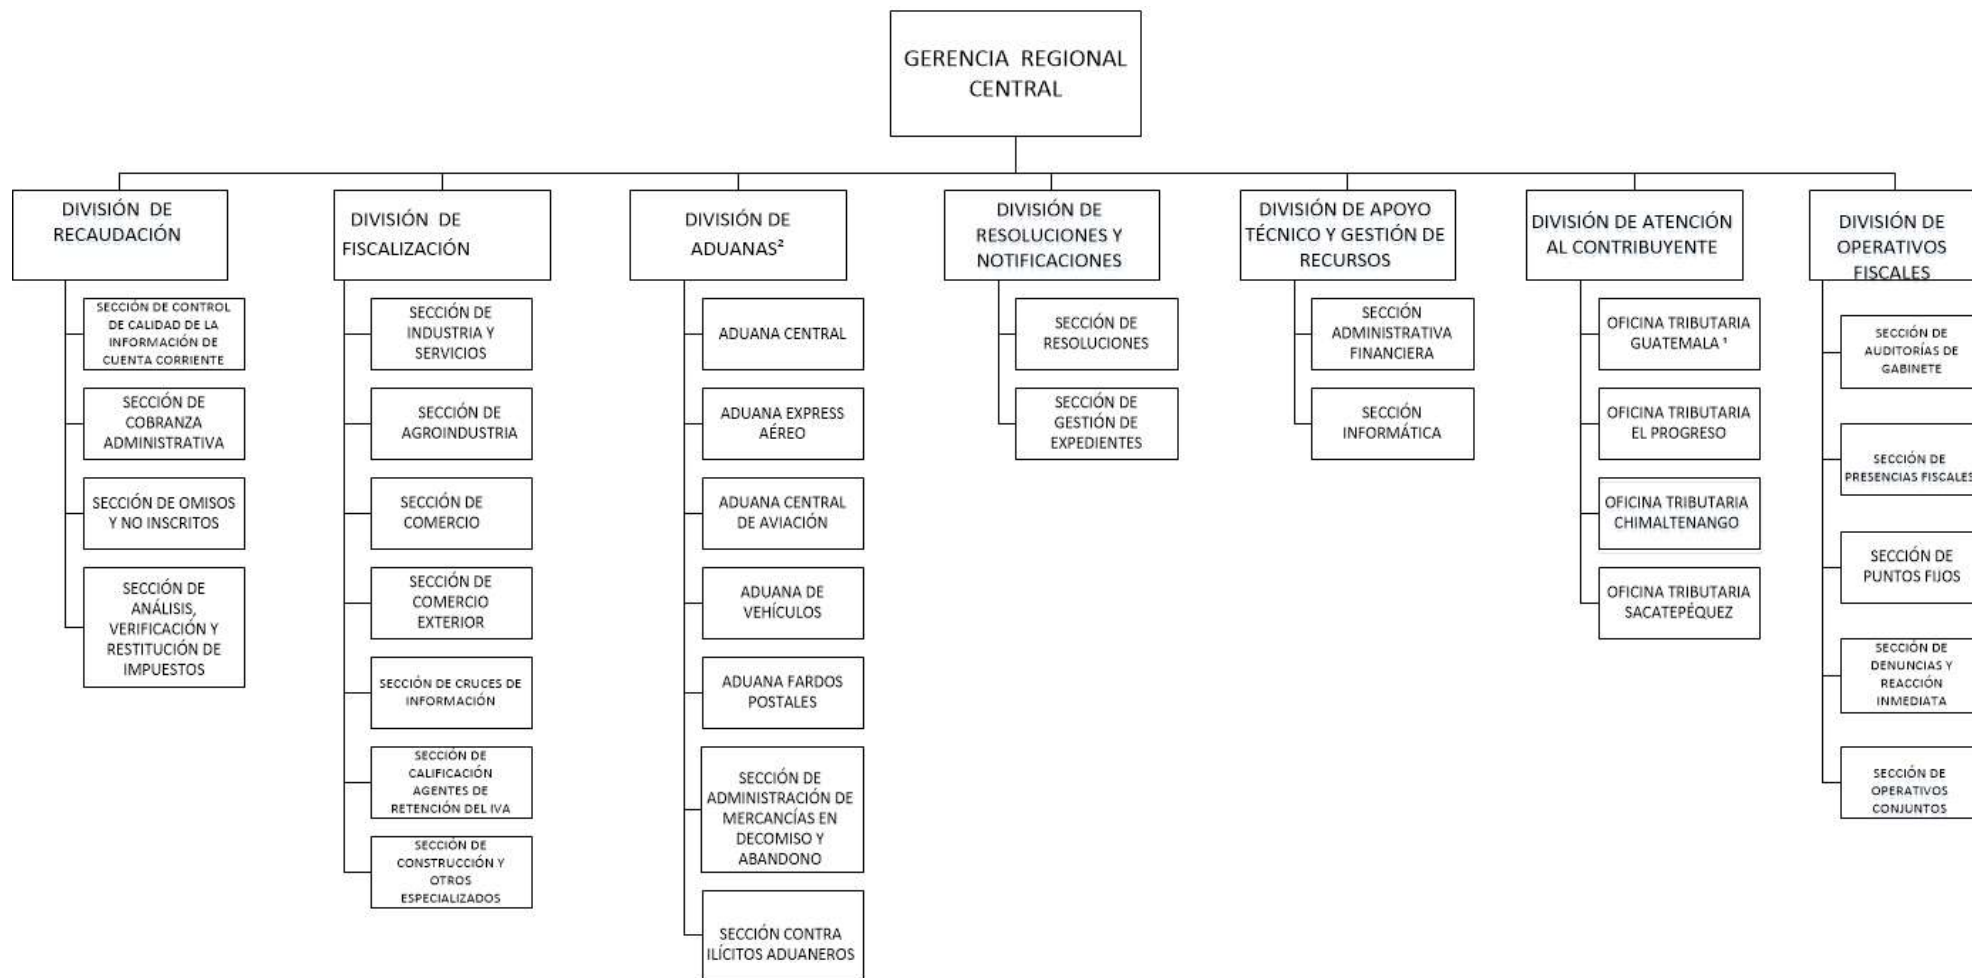 GERENCIA REGIONAL
CENTRAL
DIVISIÓN DE
RECAUDACIÓN
SECCIÓN DE CONTROL
DE CALIDAD DE LA
INFORMACIÓN DE
CUENTA CORRIENTE
SECCIÓN DE
COBRANZA
ADMINISTRATIVA
SECCIÓN DE OMISOS
Y NO INSCRITOS
SECCIÓN DE
ANÁLISIS,
VERIFICACIÓN Y
RESTITUCIÓN DE
IMPUESTOS
DIVISIÓN DE
FISCALIZACIÓN
SECCIÓN DE
INDUSTRIA Y
SERVICIOS
SECCIÓN DE
AGROINDUSTRIA
SECCIÓN DE
COMERCIO
SECCIÓN DE
COMERCIO
EXTERIOR
SECCIÓN DE CRUCES DE
INFORMACIÓN
SECCIÓN DE
CALIFICACIÓN
AGENTES DE
RETENCIÓN DEL IVA
SECCIÓN DE
CONSTRUCCIÓN Y
OTROS
ESPECIALIZADOS
DIVISIÓN DE
ADUANAS²
ADUANA CENTRAL
ADUANA EXPRESS
AÉREO
ADUANA CENTRAL
DE AVIACIÓN
ADUANA DE
VEHÍCULOS
ADUANA FARDOS
POSTALES
SECCIÓN DE
ADMINISTRACIÓN DE
MERCANCÍAS EN
DECOMISO Y
ABANDONO
SECCIÓN CONTRA
ILÍCITOS ADUANEROS
DIVISIÓN DE
RESOLUCIONES Y
NOTIFICACIONES
SECCIÓN DE
RESOLUCIONES
SECCIÓN DE
GESTIÓN DE
EXPEDIENTES
DIVISIÓN DE APOYO
TÉCNICO Y GESTIÓN DE
RECURSOS
SECCIÓN
ADMINISTRATIVA
FINANCIERA
SECCIÓN
INFORMÁTICA
DIVISIÓN DE ATENCIÓN
AL CONTRIBUYENTE
OFICINA TRIBUTARIA
GUATEMALA ¹
OFICINA TRIBUTARIA
EL PROGRESO
OFICINA TRIBUTARIA
CHIMALTENANGO
OFICINA TRIBUTARIA
SACATEPÉQUEZ
DIVISIÓN DE
OPERATIVOS
FISCALES
SECCIÓN DE
AUDITORÍAS DE
GABINETE
SECCIÓN DE
PRESENCIAS FISCALES
SECCIÓN DE
PUNTOS FIJOS
SECCIÓN DE
DENUNCIAS Y
REACCIÓN
INMEDIATA
SECCIÓN DE
OPERATIVOS
CONJUNTOS